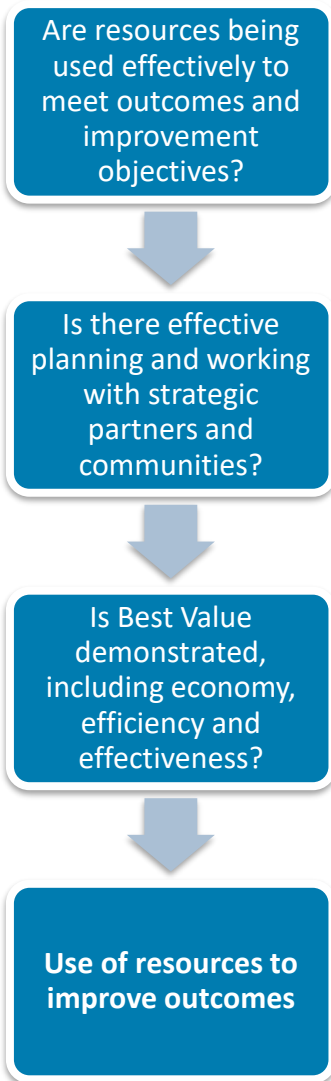 Are resources being
used effectively to
meet outcomes and
improvement
objectives?
Is there effective
planning and working
with strategic
partners and
communities?
Is Best Value
demonstrated,
including economy,
efficiency and
effectiveness?
Use of resources to
improve outcomes